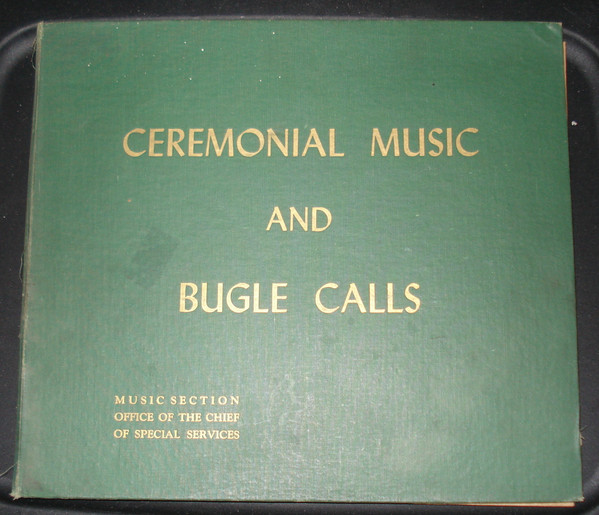 CEREMONIAL MUSIC
AND
BUGLE CALLS
MUSIC SECTION
OFFICE OF THE CHIEF
OF SPECIAL SERVICES